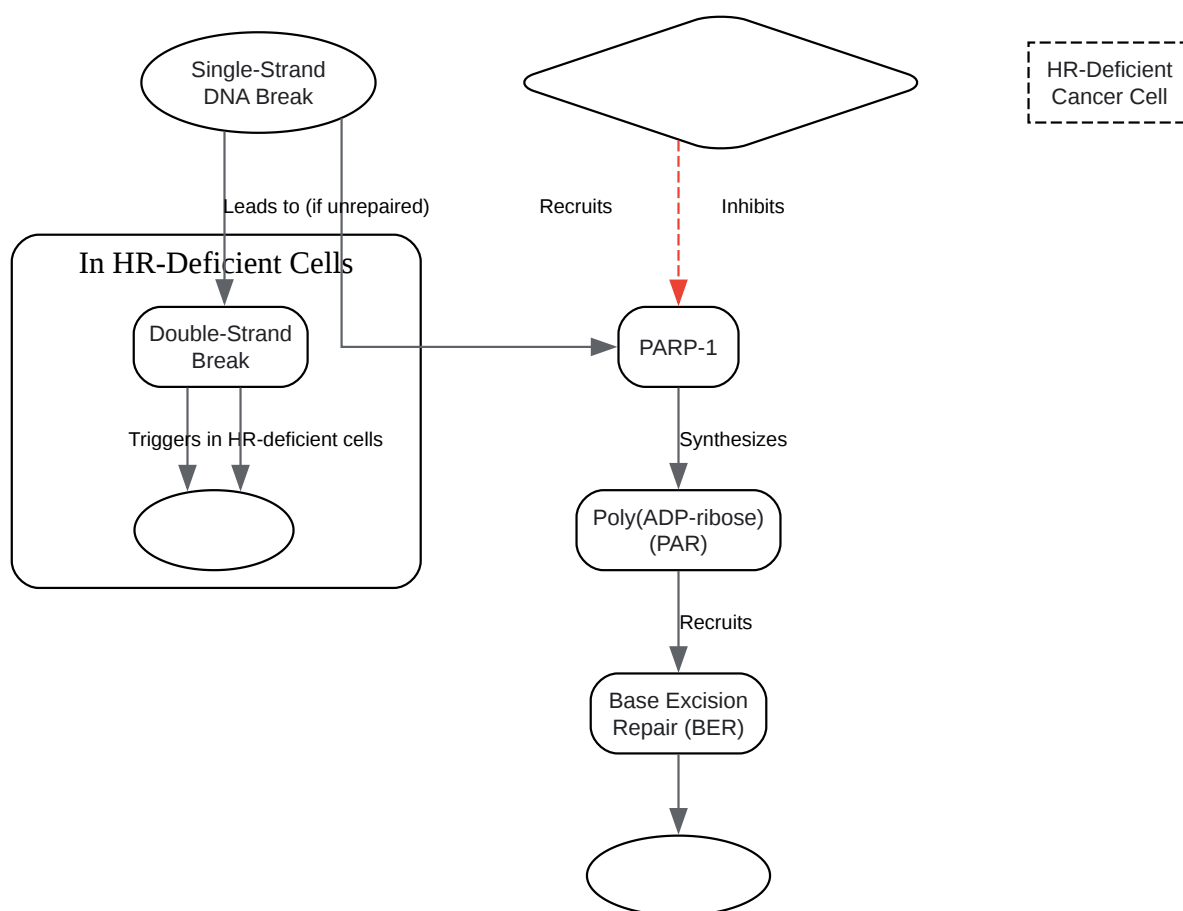 Single-Strand
DNA Break
HR-Deficient
Cancer Cell
Leads to (if unrepaired)
Recruits
Inhibits
In HR-Deficient Cells
Double-Strand
Break
PARP-1
Triggers in HR-deficient cells
Synthesizes
Poly(ADP-ribose)
(PAR)
Recruits
Base Excision
Repair (BER)